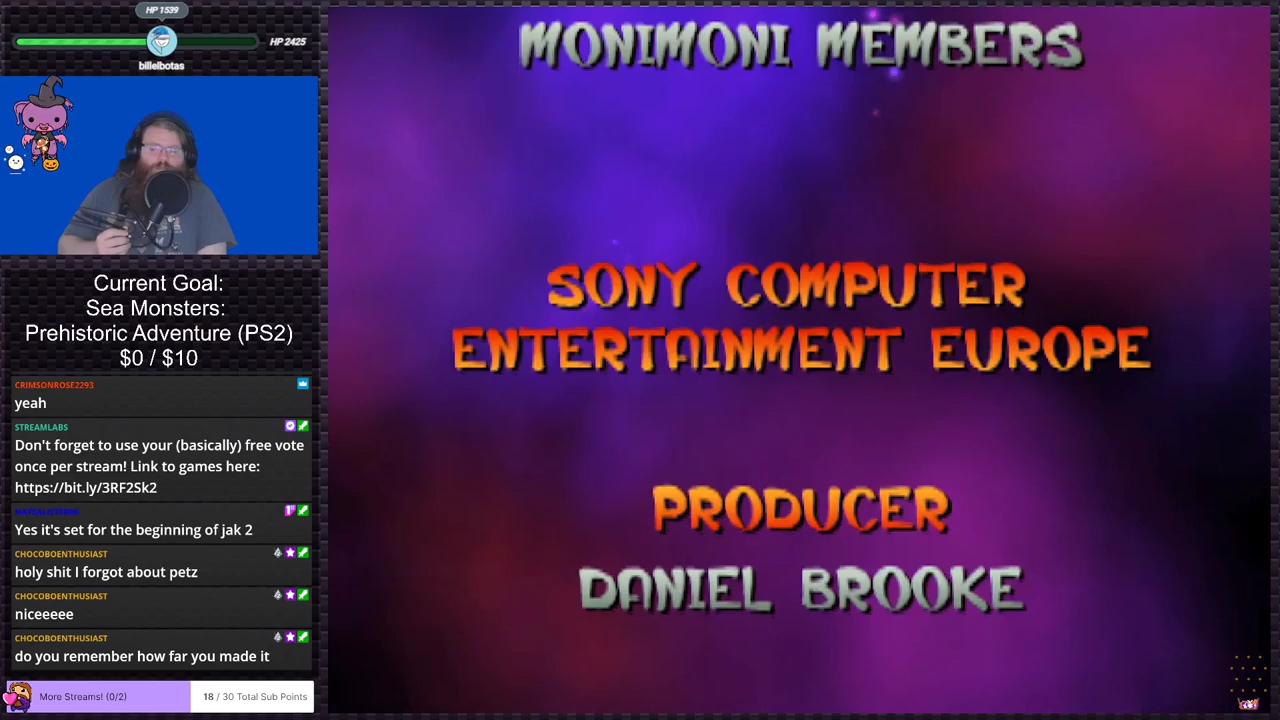 HP 1539
HP 2425
billelbotas
MONIMONI MEMBERS
SONY COMPUTER
ENTERTAINMENT EUROPE
PRODUCER
DANIEL BROOKE
Current Goal:
Sea Monsters:
Prehistoric Adventure (PS2)
$0 / $10
CRIMSONROSE2293
yeah
STREAMLABS
Don't forget to use your (basically) free vote
once per stream! Link to games here:
https://bit.ly/3RF2Sk2
Yes it's set for the beginning of jak 2
CHOCOBOENTHUSIAST
holy shit I forgot about petz
CHOCOBOENTHUSIAST
niceeeee
CHOCOBOENTHUSIAST
do you remember how far you made it
More Streams! (0/2)
18 / 30 Total Sub Points